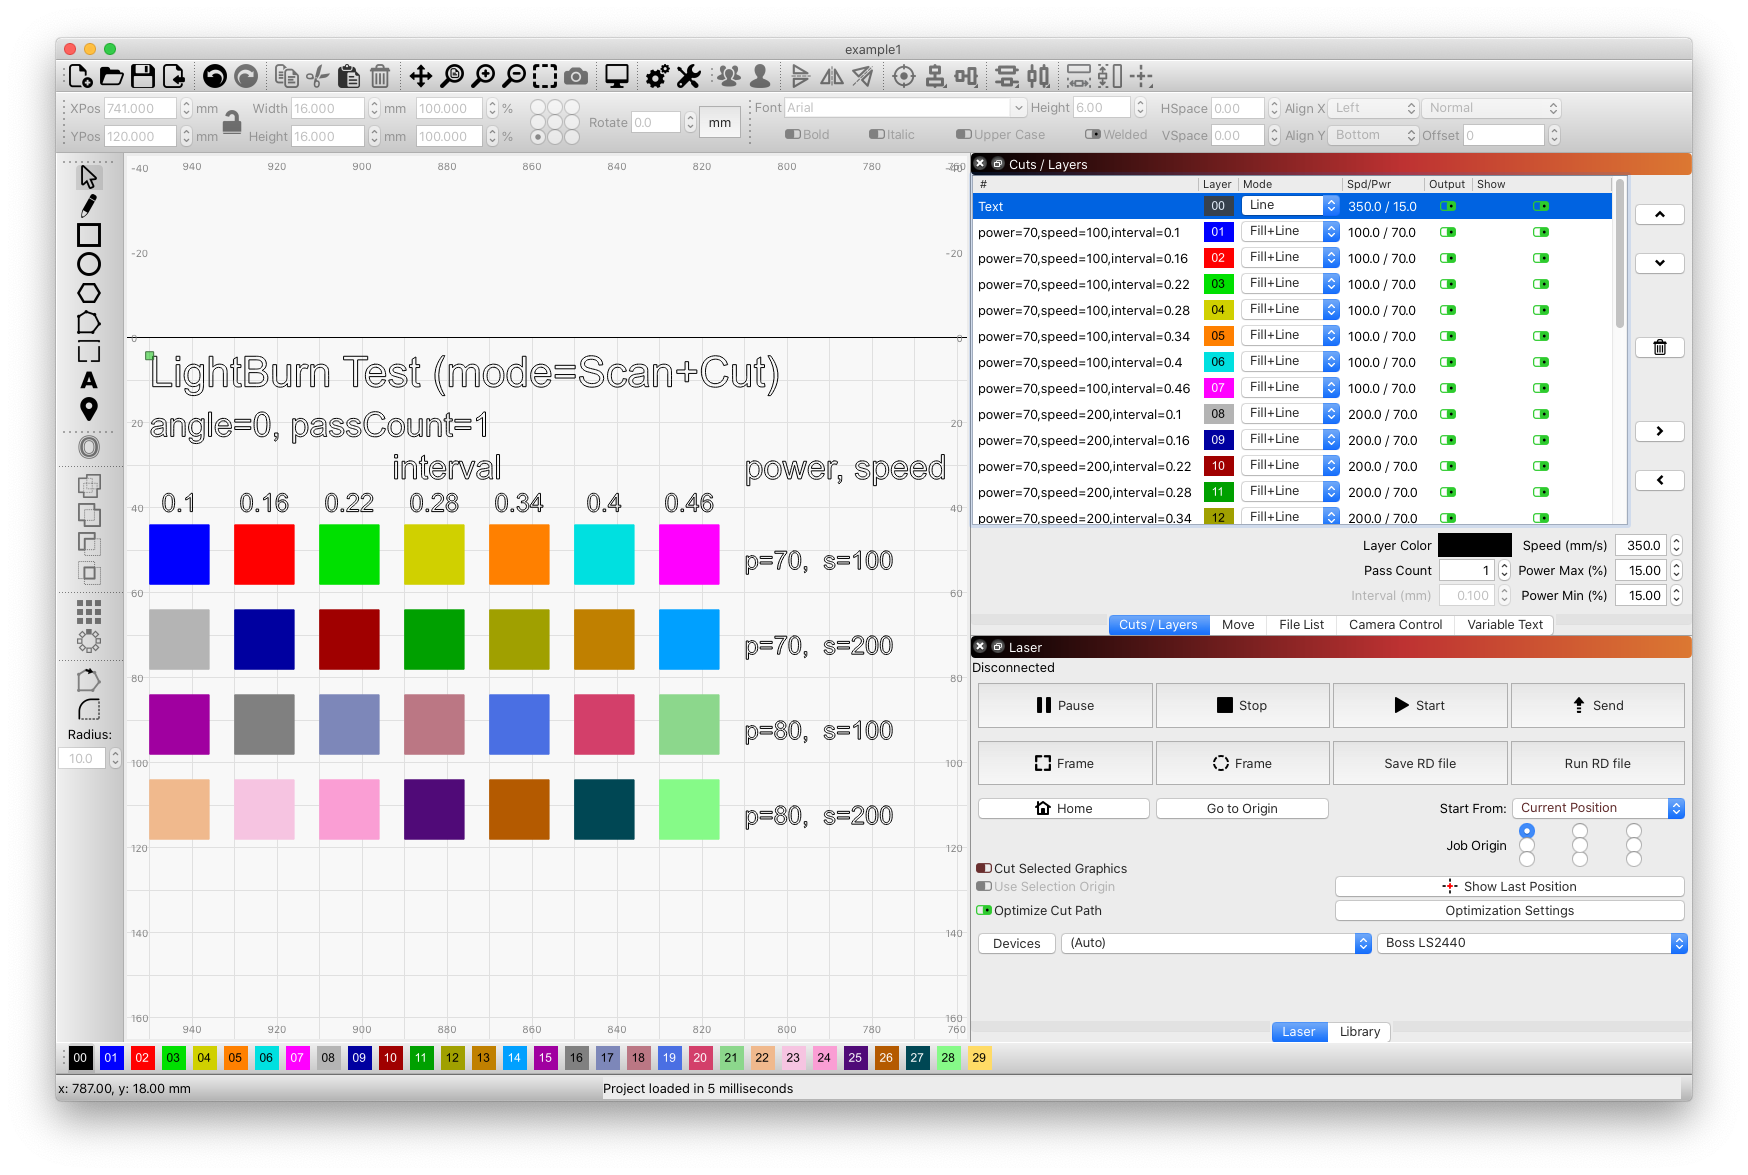 example1
XPos 741.000 mm Width 16.000 mm 100.000 %
YPos 120.000 mm Height 16.000 mm 100.000 %
Rotate 0.0 mm
Font Arial Height 6.00 HSpace 0.00 Align X Left Normal
Bold Italic Upper Case Welded VSpace 0.00 Align Y Bottom Offset 0
-40 940 920 900 880 860 840 820 800 780 760 -40
-20 -20
0 0
LightBurn Test (mode=Scan+Cut)
20 angle=0, passCount=1 20
interval power, speed
40 0.1 0.16 0.22 0.28 0.34 0.4 0.46 40
p=70, s=100
60 60
p=70, s=200
80 80
p=80, s=100
100 100
p=80, s=200
120 120
140 140
160 940 920 900 880 860 840 820 800 780 760 160
A
Radius:
10.0
Cuts / Layers
# Layer Mode Spd/Pwr Output Show
Text 00 Line 350.0 / 15.0
power=70,speed=100,interval=0.1 01 Fill+Line 100.0 / 70.0
power=70,speed=100,interval=0.16 02 Fill+Line 100.0 / 70.0
power=70,speed=100,interval=0.22 03 Fill+Line 100.0 / 70.0
power=70,speed=100,interval=0.28 04 Fill+Line 100.0 / 70.0
power=70,speed=100,interval=0.34 05 Fill+Line 100.0 / 70.0
power=70,speed=100,interval=0.4 06 Fill+Line 100.0 / 70.0
power=70,speed=100,interval=0.46 07 Fill+Line 100.0 / 70.0
power=70,speed=200,interval=0.1 08 Fill+Line 200.0 / 70.0
power=70,speed=200,interval=0.16 09 Fill+Line 200.0 / 70.0
power=70,speed=200,interval=0.22 10 Fill+Line 200.0 / 70.0
power=70,speed=200,interval=0.28 11 Fill+Line 200.0 / 70.0
power=70,speed=200,interval=0.34 12 Fill+Line 200.0 / 70.0
Layer Color Speed (mm/s) 350.0
Pass Count 1 Power Max (%) 15.00
Interval (mm) 0.100 Power Min (%) 15.00
Cuts / Layers Move File List Camera Control Variable Text
Laser
Disconnected
Pause Stop Start Send
Frame Frame Save RD file Run RD file
Home Go to Origin Start From: Current Position
Job Origin
Cut Selected Graphics
Use Selection Origin Show Last Position
Optimize Cut Path Optimization Settings
Devices (Auto) Boss LS2440
Laser Library
00 01 02 03 04 05 06 07 08 09 10 11 12 13 14 15 16 17 18 19 20 21 22 23 24 25 26 27 28 29
x: 787.00, y: 18.00 mm Project loaded in 5 milliseconds